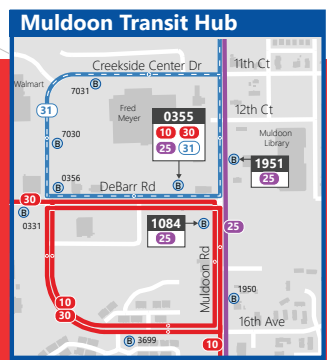 Muldoon Transit Hub
Creekside Center Dr
11th Ct
Walmart
7031
B
31
Fred
Meyer
12th Ct
0355
10 30
25 31
B
7030
B
Muldoon
Library
B
1951
25
0356
B
DeBarr Rd
B
30
B
0331
1084
25
B
25
Muldoon Rd
10
30
1950
B
16th Ave
B 3699
10